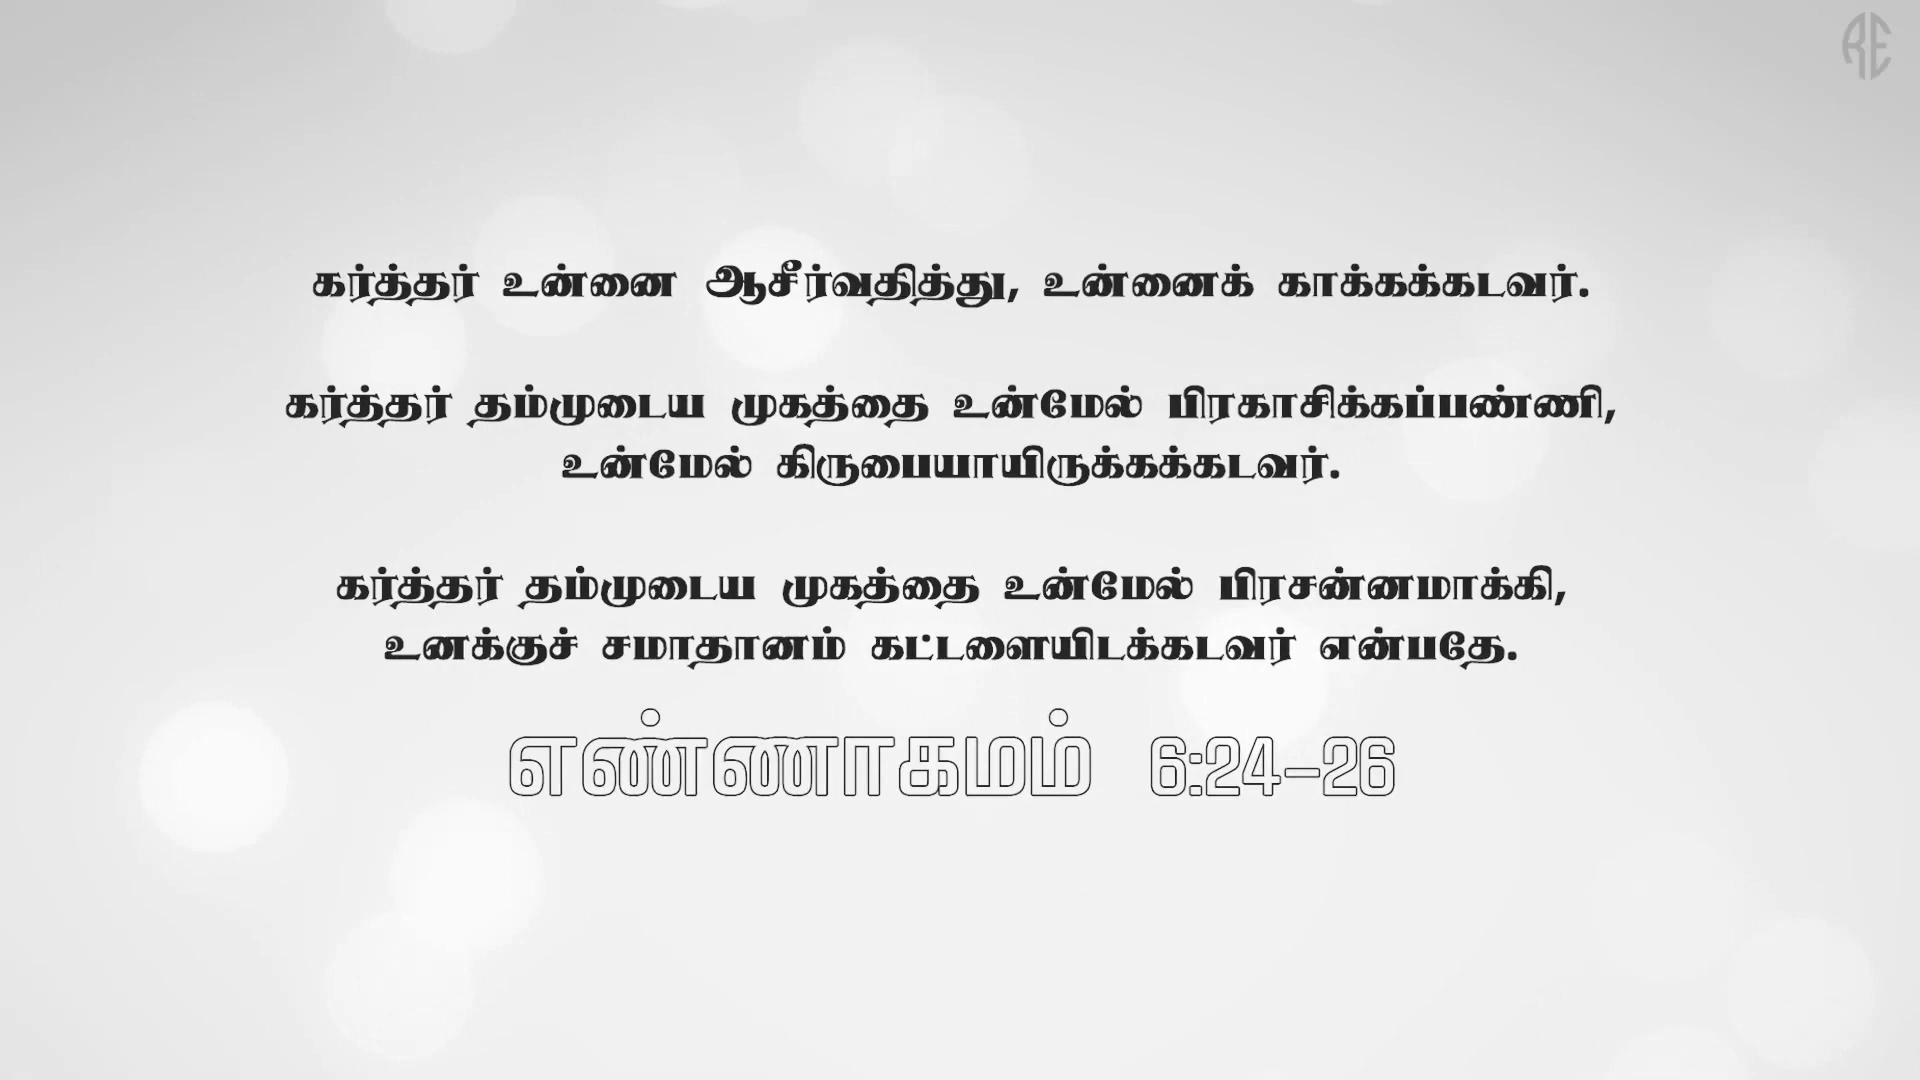 RE
கர்த்தர் உன்னை ஆசீர்வதித்து, உன்னைக் காக்கக்கடவர்.
கர்த்தர் தம்முடைய முகத்தை உன்மேல் பிரகாசிக்கப்பண்ணி,
உன்மேல் கிருபையாயிருக்கக்கடவர்.
கர்த்தர் தம்முடைய முகத்தை உன்மேல் பிரசன்னமாக்கி,
உனக்குச் சமாதானம் கட்டளையிடக்கடவர் என்பதே.
எண்ணாகமம் 6:24-26